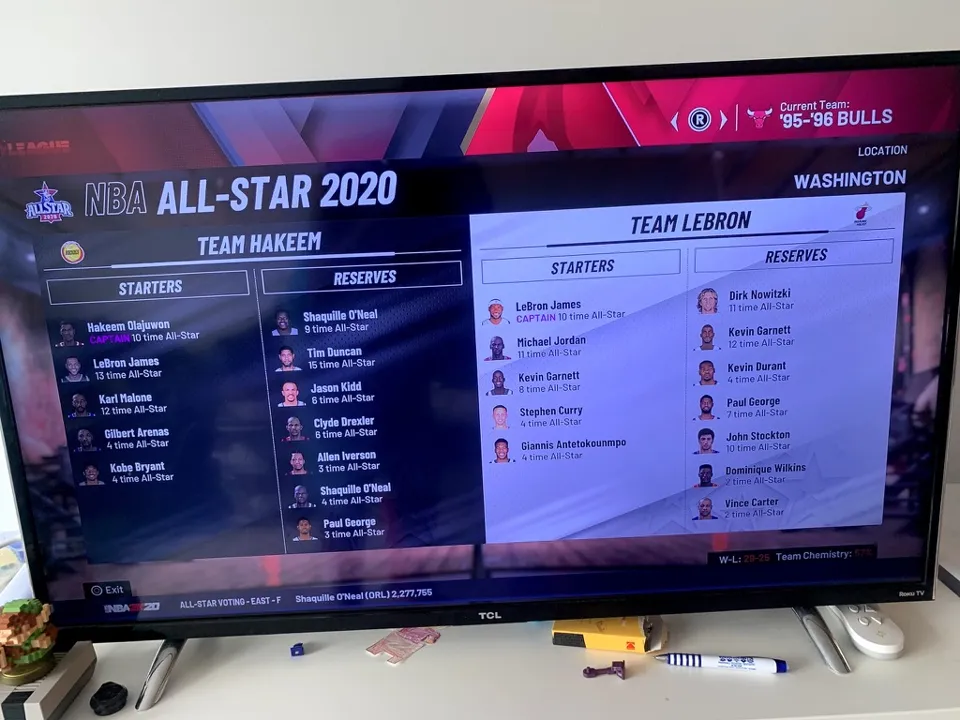 LEAGUE
R
Current Team:
'95-'96 BULLS
LOCATION
WASHINGTON
ALL-STAR
2020
NBA ALL-STAR 2020
TEAM HAKEEM
STARTERS
Hakeem Olajuwon
CAPTAIN 10 time All-Star
LeBron James
13 time All-Star
Karl Malone
12 time All-Star
Gilbert Arenas
4 time All-Star
Kobe Bryant
4 time All-Star
RESERVES
Shaquille O'Neal
9 time All-Star
Tim Duncan
15 time All-Star
Jason Kidd
6 time All-Star
Clyde Drexler
6 time All-Star
Allen Iverson
3 time All-Star
Shaquille O'Neal
4 time All-Star
Paul George
3 time All-Star
TEAM LEBRON
STARTERS
LeBron James
CAPTAIN 10 time All-Star
Michael Jordan
11 time All-Star
Kevin Garnett
8 time All-Star
Stephen Curry
4 time All-Star
Giannis Antetokounmpo
4 time All-Star
RESERVES
Dirk Nowitzki
11 time All-Star
Kevin Garnett
12 time All-Star
Kevin Durant
4 time All-Star
Paul George
7 time All-Star
John Stockton
10 time All-Star
Dominique Wilkins
2 time All-Star
Vince Carter
2 time All-Star
W-L: 29-25 Team Chemistry:
Exit
NBA 2K20
ALL-STAR VOTING - EAST - F Shaquille O'Neal (ORL) 2,277,755
TCL
Roku TV
Kodak